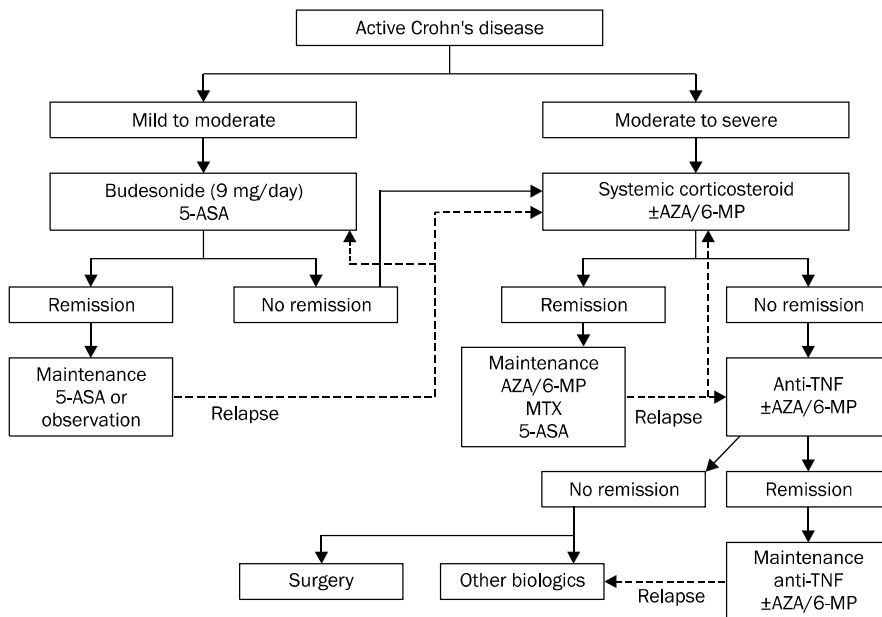 Active Crohn's disease
Mild to moderate
Moderate to severe
Budesonide (9 mg/day)
5-ASA
Systemic corticosteroid
±AZA/6-MP
Remission
No remission
Remission
No remission
Maintenance
5-ASA or
observation
Relapse
Maintenance
AZA/6-MP
MTX
5-ASA
Relapse
Anti-TNF
±AZA/6-MP
No remission
Remission
Surgery
Other biologics
Relapse
Maintenance
anti-TNF
±AZA/6-MP